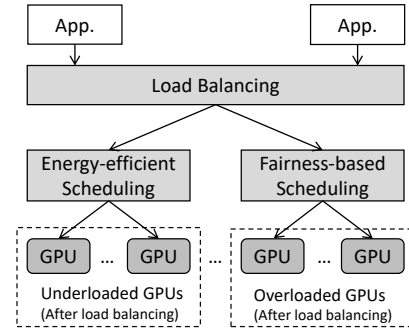 App.
App.
Load Balancing
Energy-efficient
Scheduling
Fairness-based
Scheduling
GPU ... GPU ... GPU ... GPU
Underloaded GPUs
(After load balancing)
Overloaded GPUs
(After load balancing)